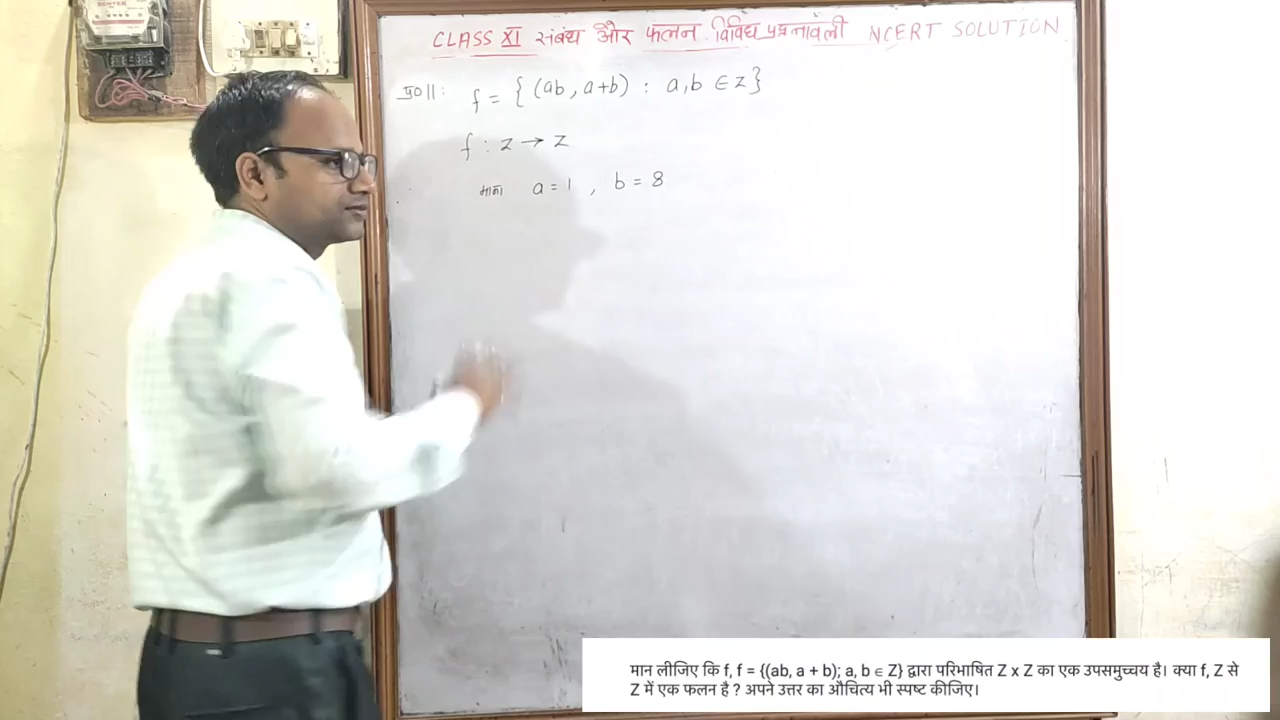 CLASS XI संबंध और फलन विविध प्रश्नावली NCERT SOLUTION
प्र011: f = { (ab, a+b) : a,b ∈ z }
f : z → z
माना a = 1 , b = 8
मान लीजिए कि f, f = {(ab, a + b); a, b ∈ Z} द्वारा परिभाषित Z x Z का एक उपसमुच्चय है। क्या f, Z से
Z में एक फलन है ? अपने उत्तर का औचित्य भी स्पष्ट कीजिए।